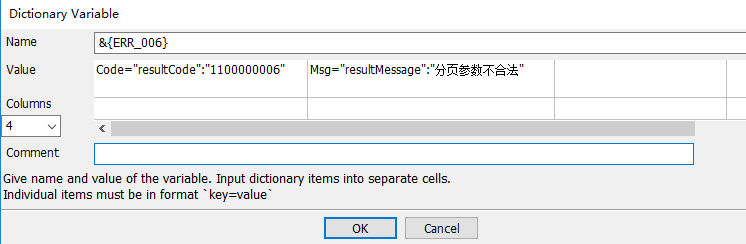 Dictionary Variable
Name
&{ERR_006}
Value
Code="resultCode":"1100000006"
Msg="resultMessage":"分页参数不合法"
Columns
4
Comment
Give name and value of the variable. Input dictionary items into separate cells.
Individual items must be in format `key=value`
OK
Cancel